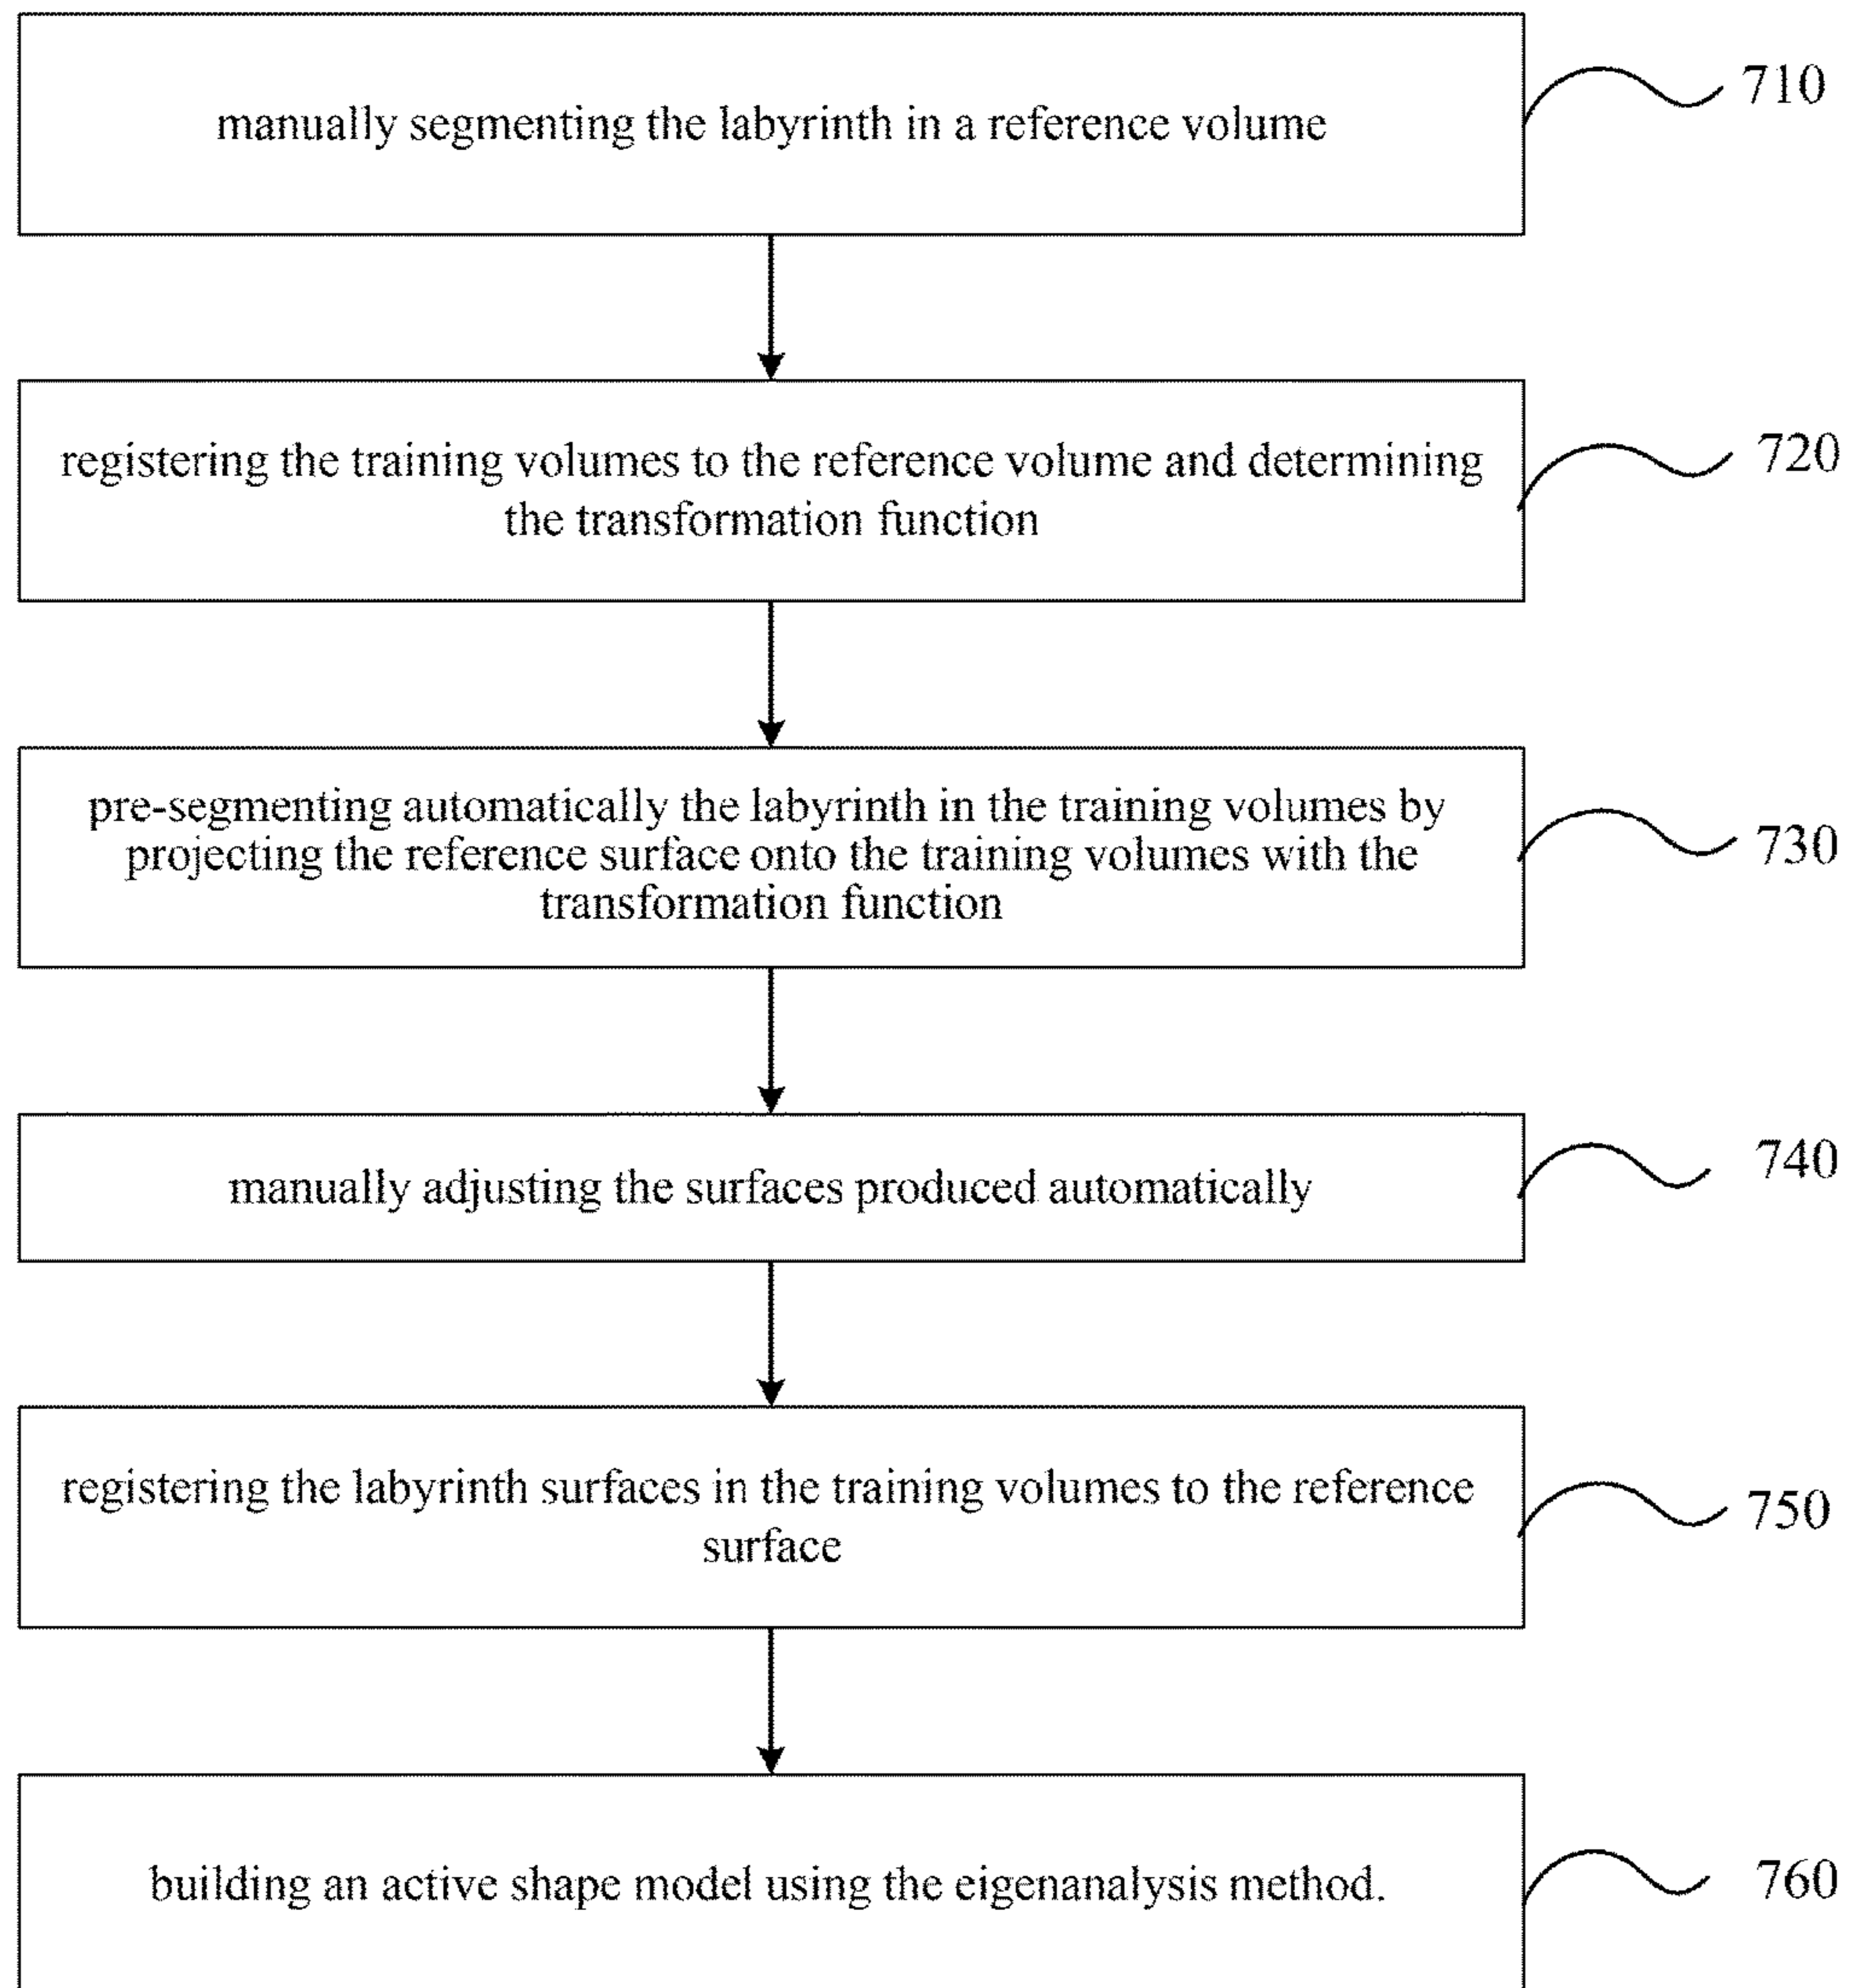 manually segmenting the labyrinth in a reference volume
710
registering the training volumes to the reference volume and determining
the transformation function
720
pre-segmenting automatically the labyrinth in the training volumes by
projecting the reference surface onto the training volumes with the
transformation function
730
manually adjusting the surfaces produced automatically
740
registering the labyrinth surfaces in the training volumes to the reference
surface
750
building an active shape model using the eigenanalysis method.
760